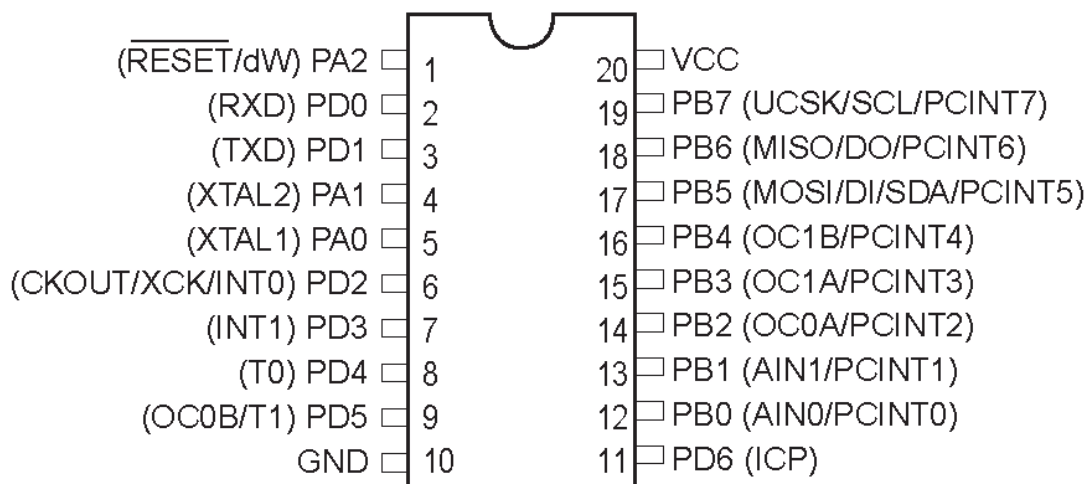 (RESET/dW) PA2 1 20 VCC
(RXD) PD0 2 19 PB7 (UCSK/SCL/PCINT7)
(TXD) PD1 3 18 PB6 (MISO/DO/PCINT6)
(XTAL2) PA1 4 17 PB5 (MOSI/DI/SDA/PCINT5)
(XTAL1) PA0 5 16 PB4 (OC1B/PCINT4)
(CKOUT/XCK/INT0) PD2 6 15 PB3 (OC1A/PCINT3)
(INT1) PD3 7 14 PB2 (OC0A/PCINT2)
(T0) PD4 8 13 PB1 (AIN1/PCINT1)
(OC0B/T1) PD5 9 12 PB0 (AIN0/PCINT0)
GND 10 11 PD6 (ICP)